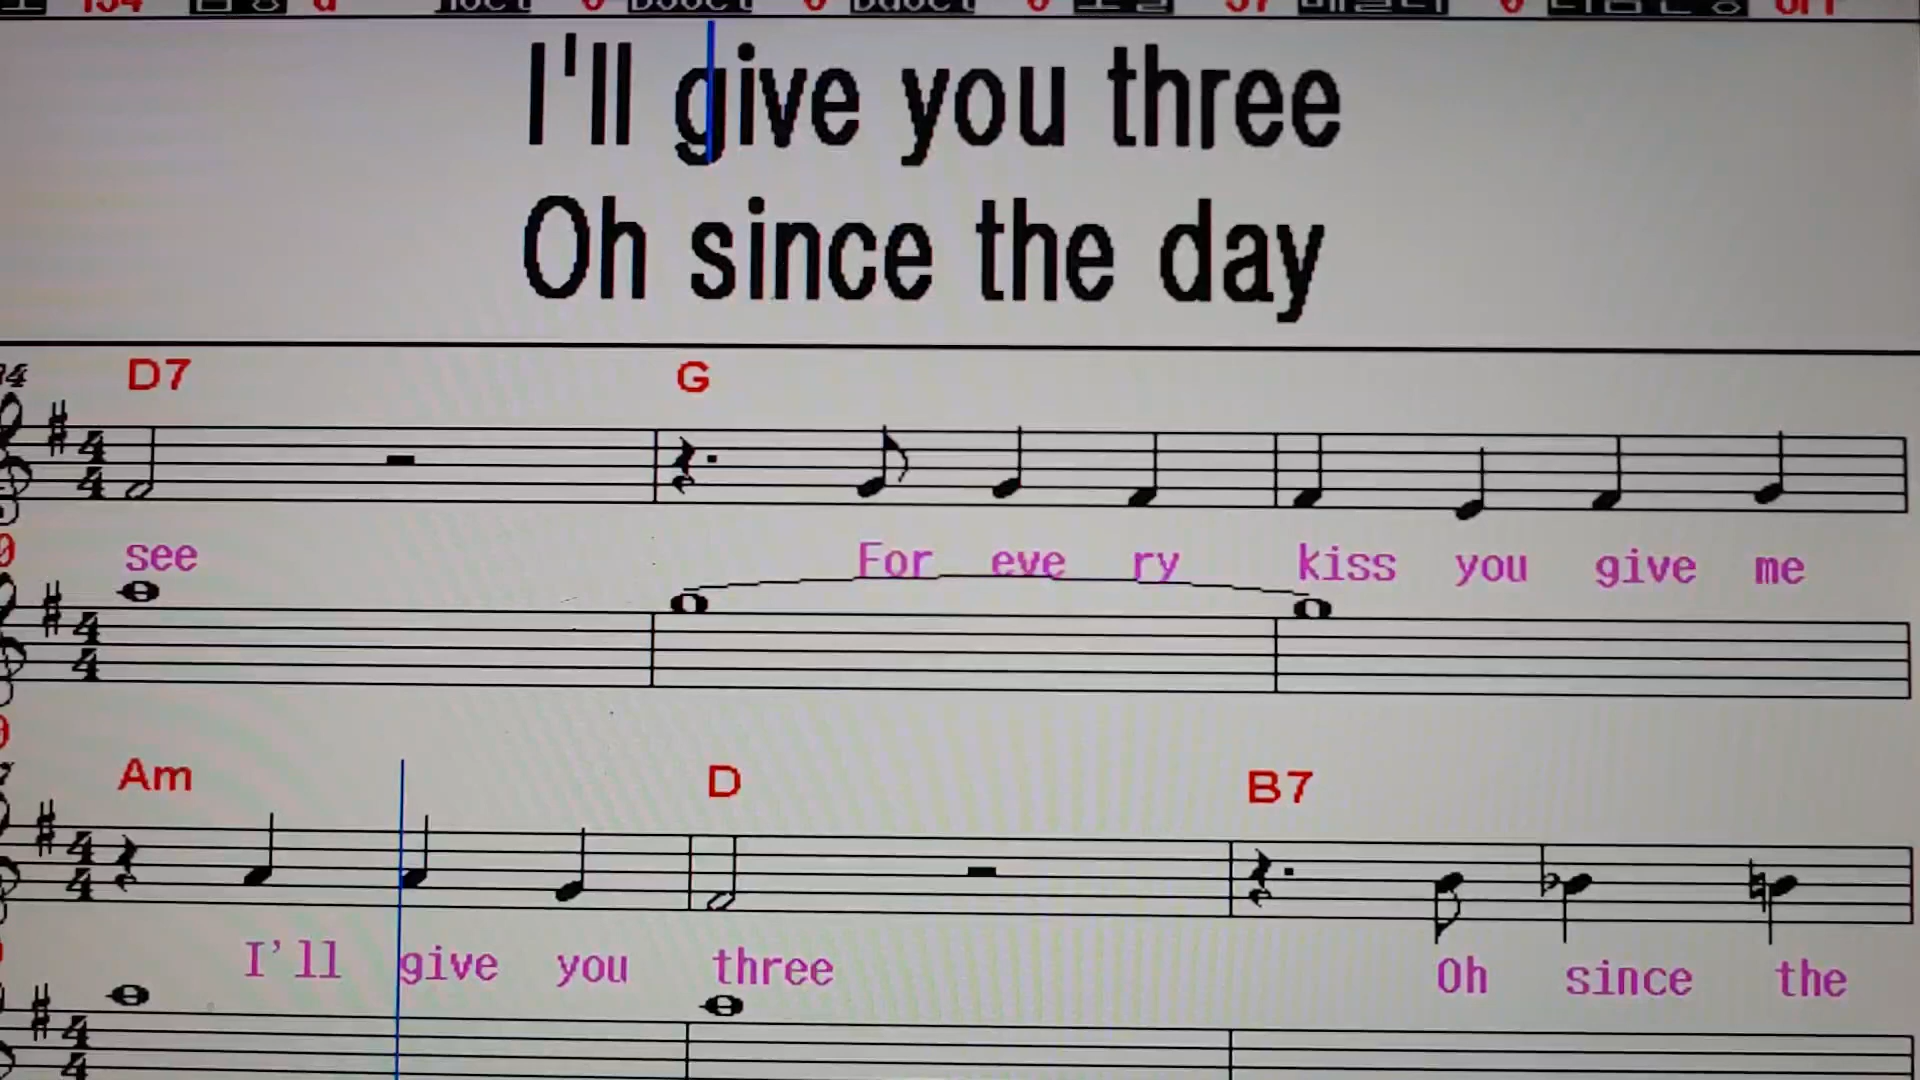 I'll give you three
Oh since the day
D7 G
see For eve ry kiss you give me
Am D B7
I'll give you three Oh since the